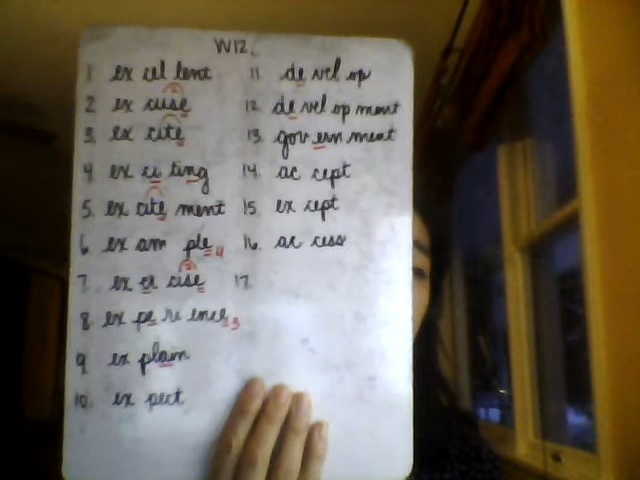 W12.
1. ex cel lent
2. ex cuse
3. ex cite
4. ex ci ting
5. ex cite ment
6. ex am ple 4
7. ex er cise
8. ex pe ri ence 3
9. ex plain
10. ex pect
11. de vel op
12. de vel op ment
13. gov ern ment
14. ac cept
15. ex cept
16. ac cess
17.